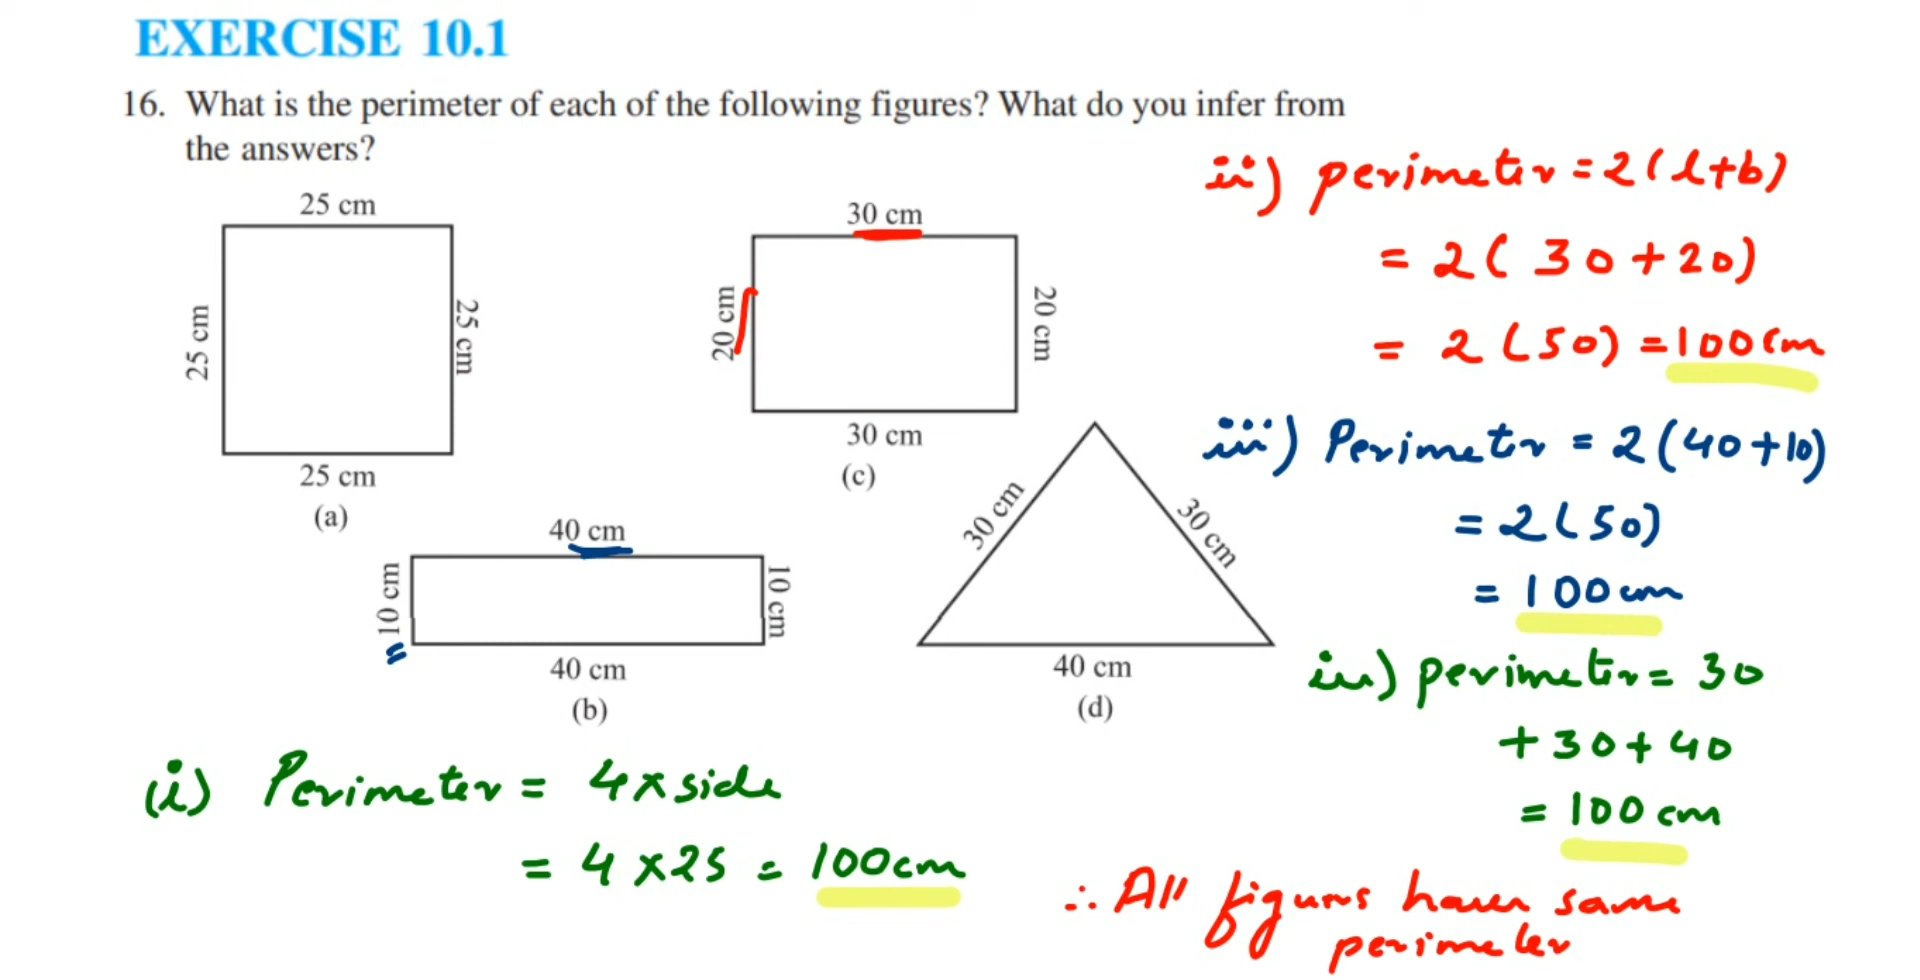 EXERCISE 10.1
16. What is the perimeter of each of the following figures? What do you infer from
the answers?
25 cm
25 cm
25 cm
25 cm
(a)
30 cm
20 cm
20 cm
30 cm
(c)
40 cm
10 cm
10 cm
40 cm
(b)
30 cm
30 cm
40 cm
(d)
(i) Perimeter = 4 × side
= 4 × 25 = 100cm
ii) perimeter = 2(l+b)
= 2(30+20)
= 2(50) = 100cm
iii) Perimeter = 2(40+10)
= 2(50)
= 100cm
iv) perimeter = 30
+30+40
= 100 cm
∴ All figures have same
perimeter